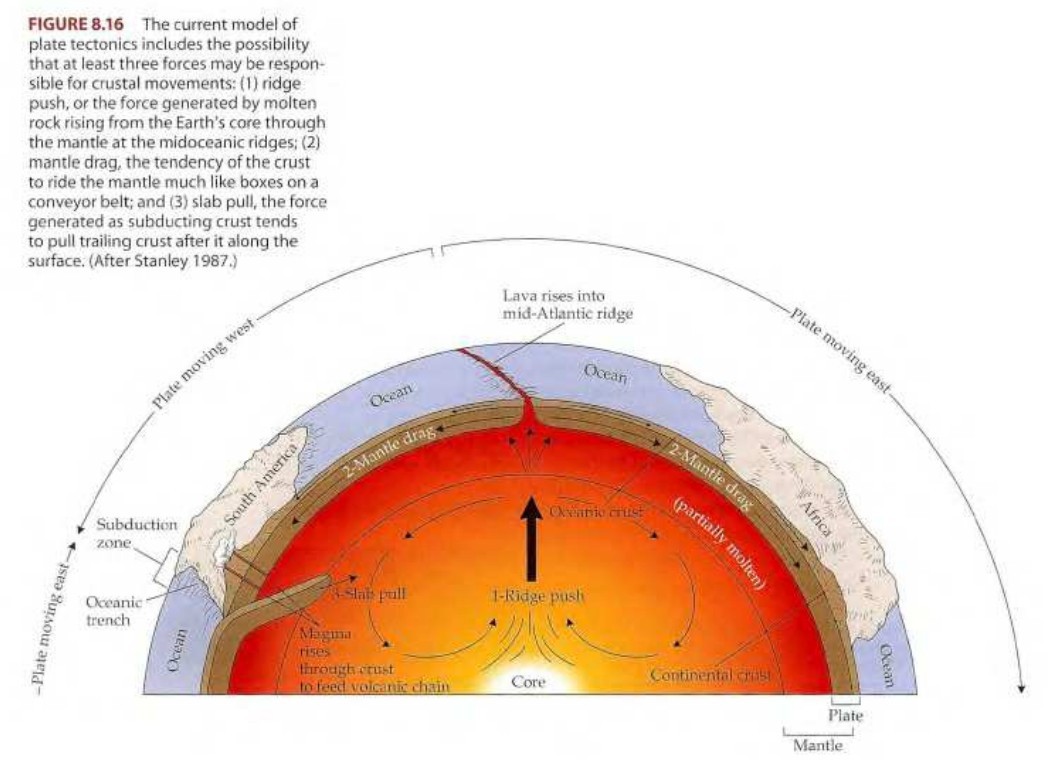 FIGURE 8.16 The current model of
plate tectonics includes the possibility
that at least three forces may be respon-
sible for crustal movements: (1) ridge
push, or the force generated by molten
rock rising from the Earth's core through
the mantle at the midoceanic ridges; (2)
mantle drag, the tendency of the crust
to ride the mantle much like boxes on a
conveyor belt; and (3) slab pull, the force
generated as subducting crust tends
to pull trailing crust after it along the
surface. (After Stanley 1987.)
Lava rises into
mid-Atlantic ridge
Plate moving west
Plate moving east
Ocean
Ocean
2-Mantle drag
2-Mantle drag
South America
(partially molten)
Africa
Oceanic crust
Subduction
zone
Oceanic
trench
Plate moving east
3-Slab pull
1-Ridge push
Magma
rises
through crust
to feed volcanic chain
Ocean
Core
Continental crust
Ocean
Plate
Mantle